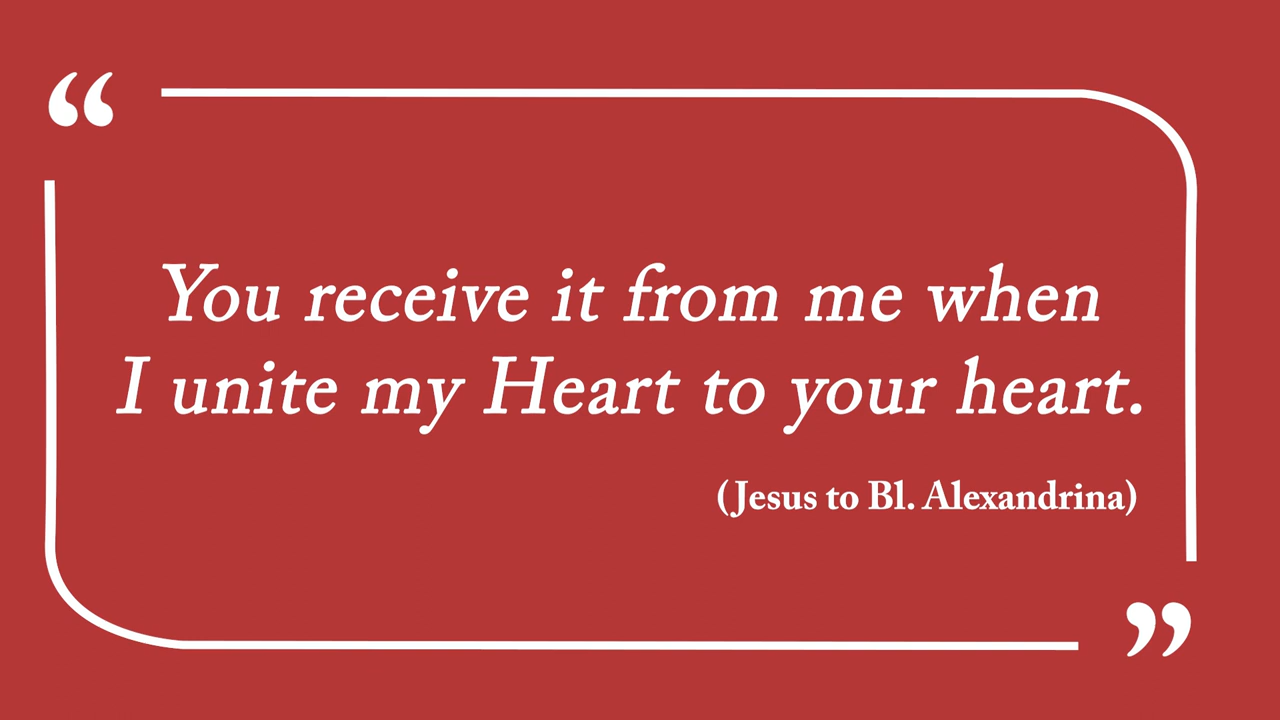 “
You receive it from me when
I unite my Heart to your heart.
(Jesus to Bl. Alexandrina)
”